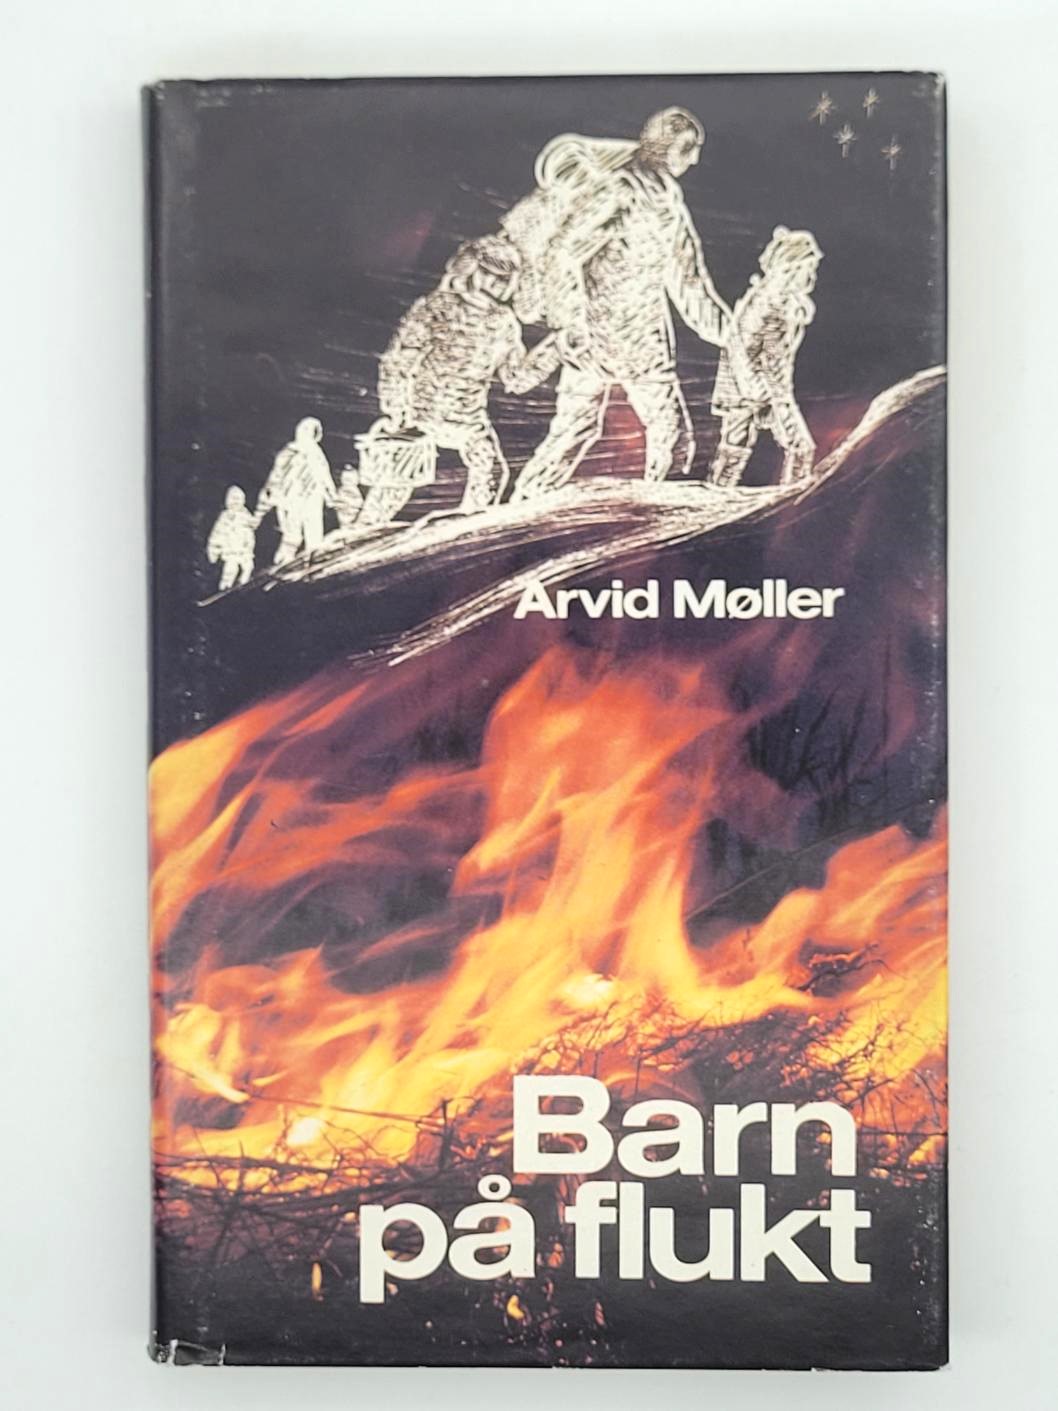 Arvid Møller
Barn
på flukt